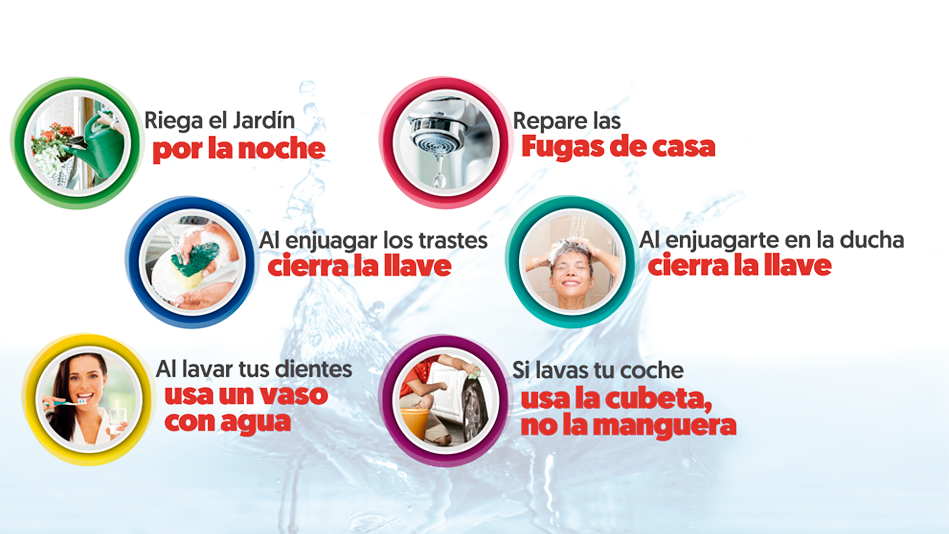 Riega el Jardín
por la noche
Repare las
Fugas de casa
Al enjuagar los trastes
cierra la llave
Al enjuagarte en la ducha
cierra la llave
Al lavar tus dientes
usa un vaso
con agua
Si lavas tu coche
usa la cubeta,
no la manguera